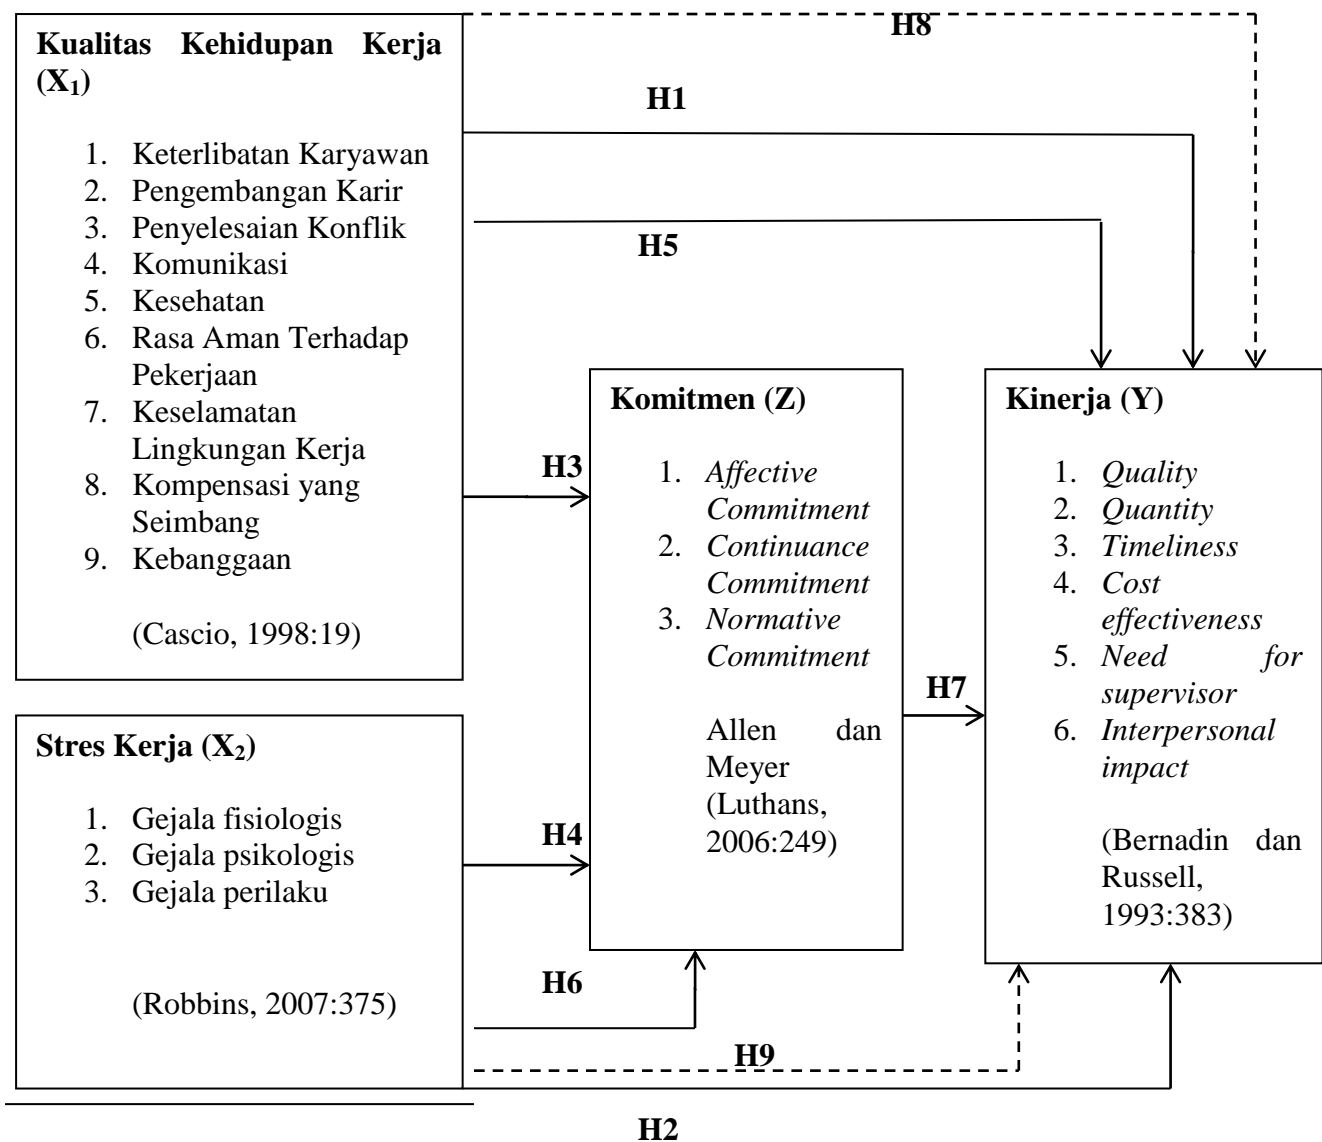 H8
Kualitas Kehidupan Kerja
(X₁)
H1
1. Keterlibatan Karyawan
2. Pengembangan Karir
3. Penyelesaian Konflik
4. Komunikasi
5. Kesehatan
6. Rasa Aman Terhadap
Pekerjaan
7. Keselamatan
Lingkungan Kerja
8. Kompensasi yang
Seimbang
9. Kebanggaan
(Cascio, 1998:19)
H5
H3
Komitmen (Z)
1. Affective
Commitment
2. Continuance
Commitment
3. Normative
Commitment
Allen dan
Meyer
(Luthans,
2006:249)
H7
Kinerja (Y)
1. Quality
2. Quantity
3. Timeliness
4. Cost
effectiveness
5. Need for
supervisor
6. Interpersonal
impact
(Bernadin dan
Russell,
1993:383)
Stres Kerja (X₂)
1. Gejala fisiologis
2. Gejala psikologis
3. Gejala perilaku
(Robbins, 2007:375)
H4
H6
H9
H2